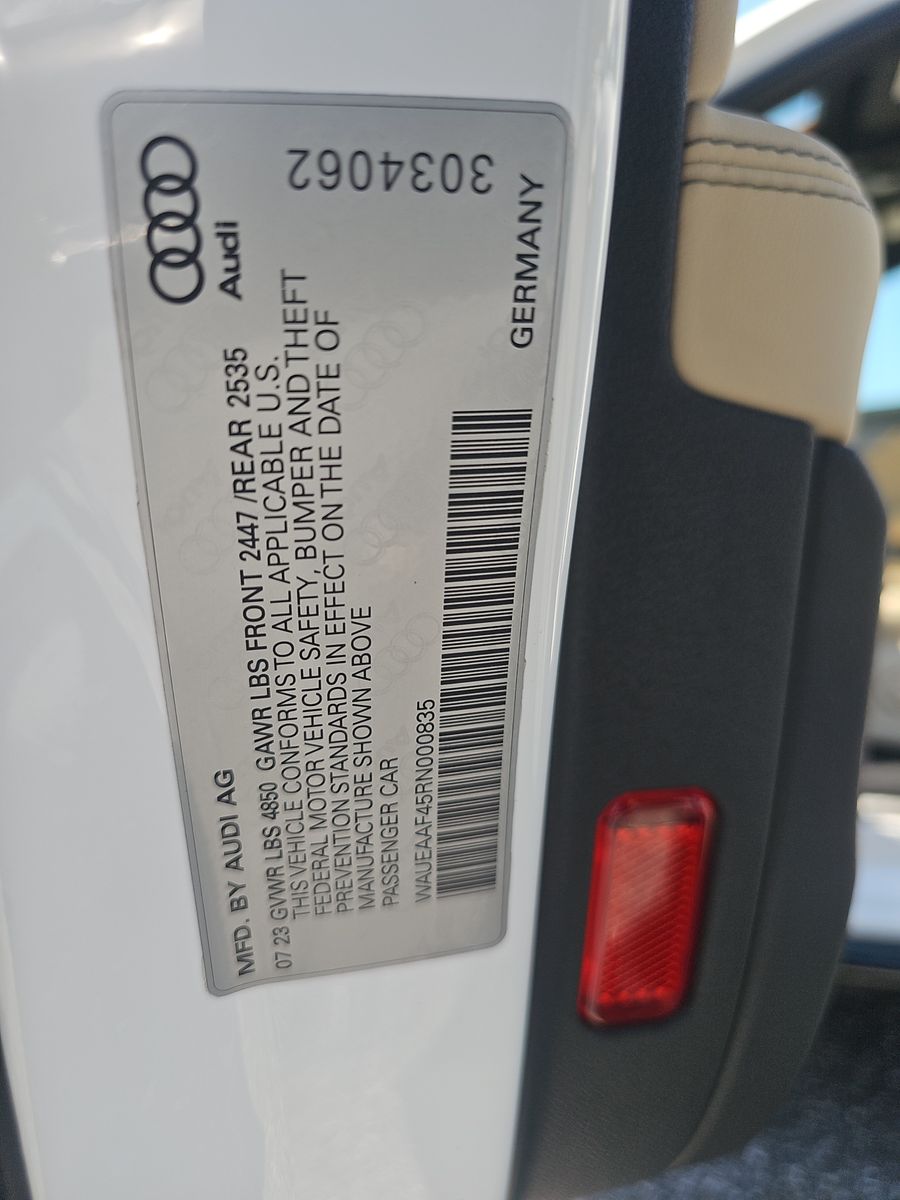 Audi
3034062
MFD. BY AUDI AG
07 23 GVWR LBS 4850 GAWR LBS FRONT 2447 /REAR 2535
THIS VEHICLE CONFORMS TO ALL APPLICABLE U.S.
FEDERAL MOTOR VEHICLE SAFETY, BUMPER AND THEFT
PREVENTION STANDARDS IN EFFECT ON THE DATE OF
MANUFACTURE SHOWN ABOVE
PASSENGER CAR
WAUEAAF45RN000835
GERMANY